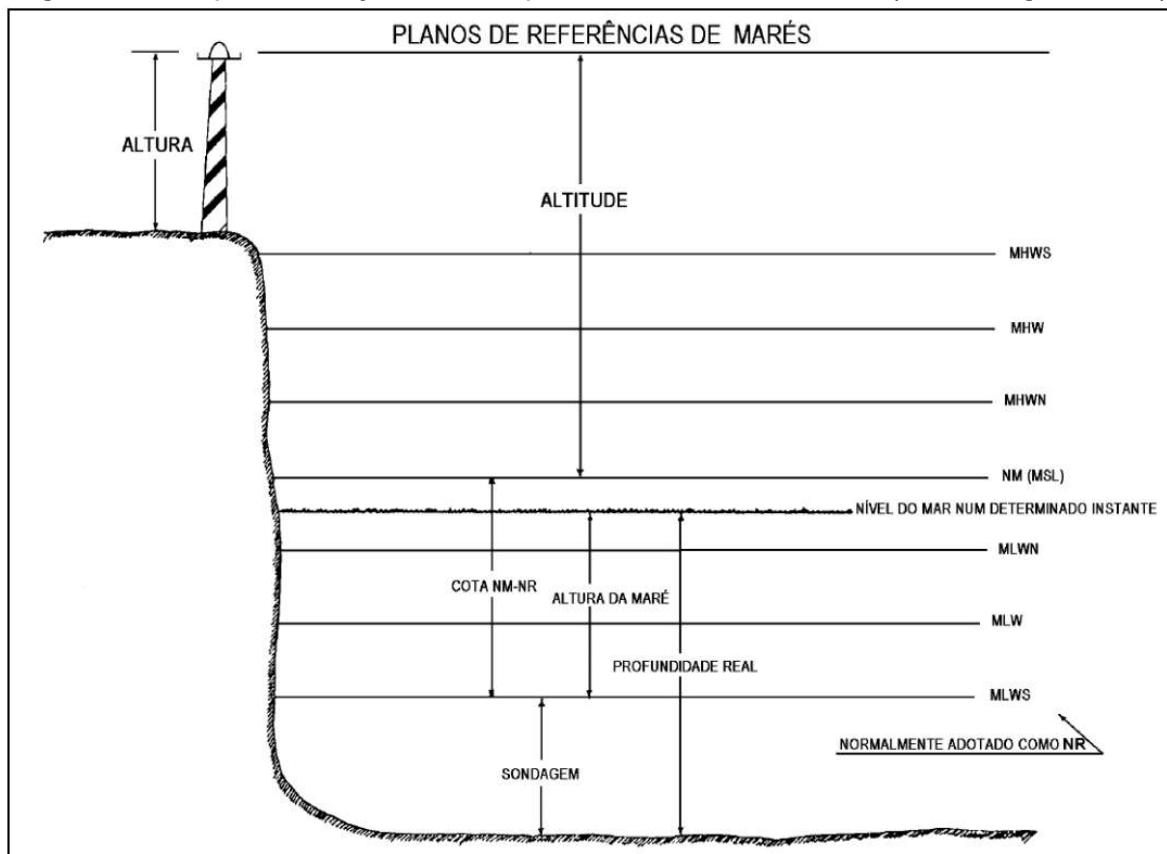 PLANOS DE REFERÊNCIAS DE MARÉS
ALTURA
ALTITUDE
MHWS
MHW
MHWN
NM (MSL)
NÍVEL DO MAR NUM DETERMINADO INSTANTE
MLWN
COTA NM-NR
ALTURA DA MARÉ
MLW
PROFUNDIDADE REAL
MLWS
NORMALMENTE ADOTADO COMO NR
SONDAGEM